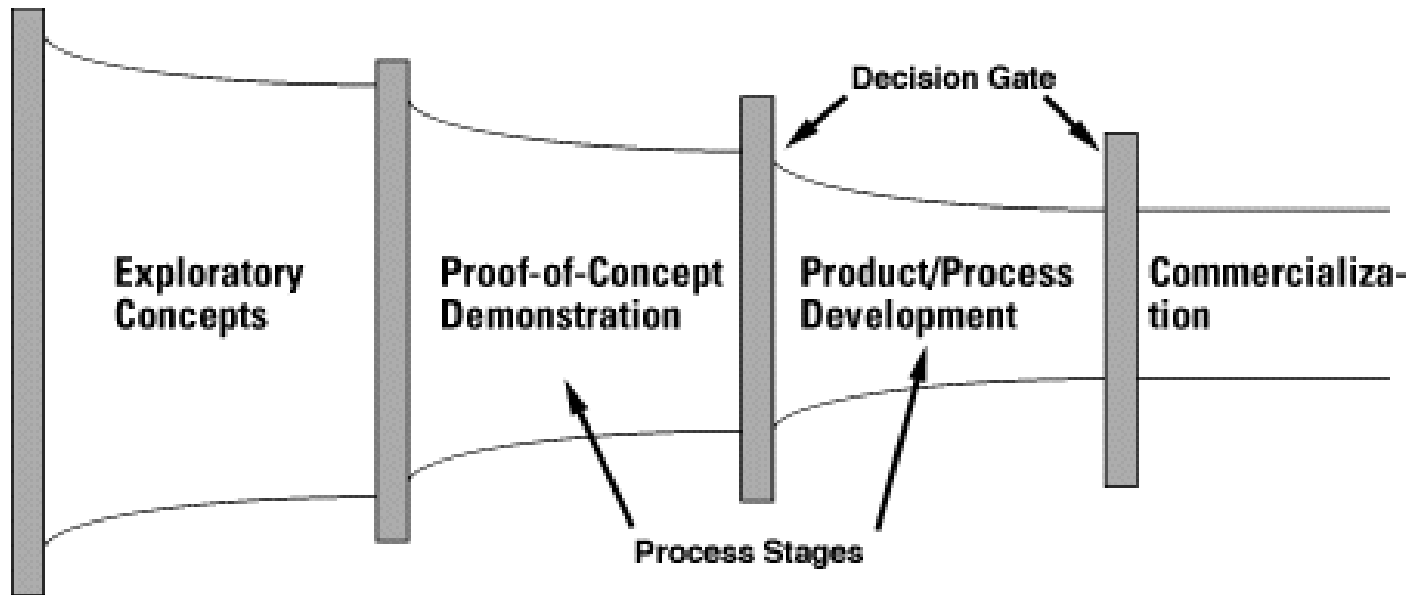 Decision Gate
Exploratory
Concepts
Proof-of-Concept
Demonstration
Product/Process
Development
Commercializa-
tion
Process Stages